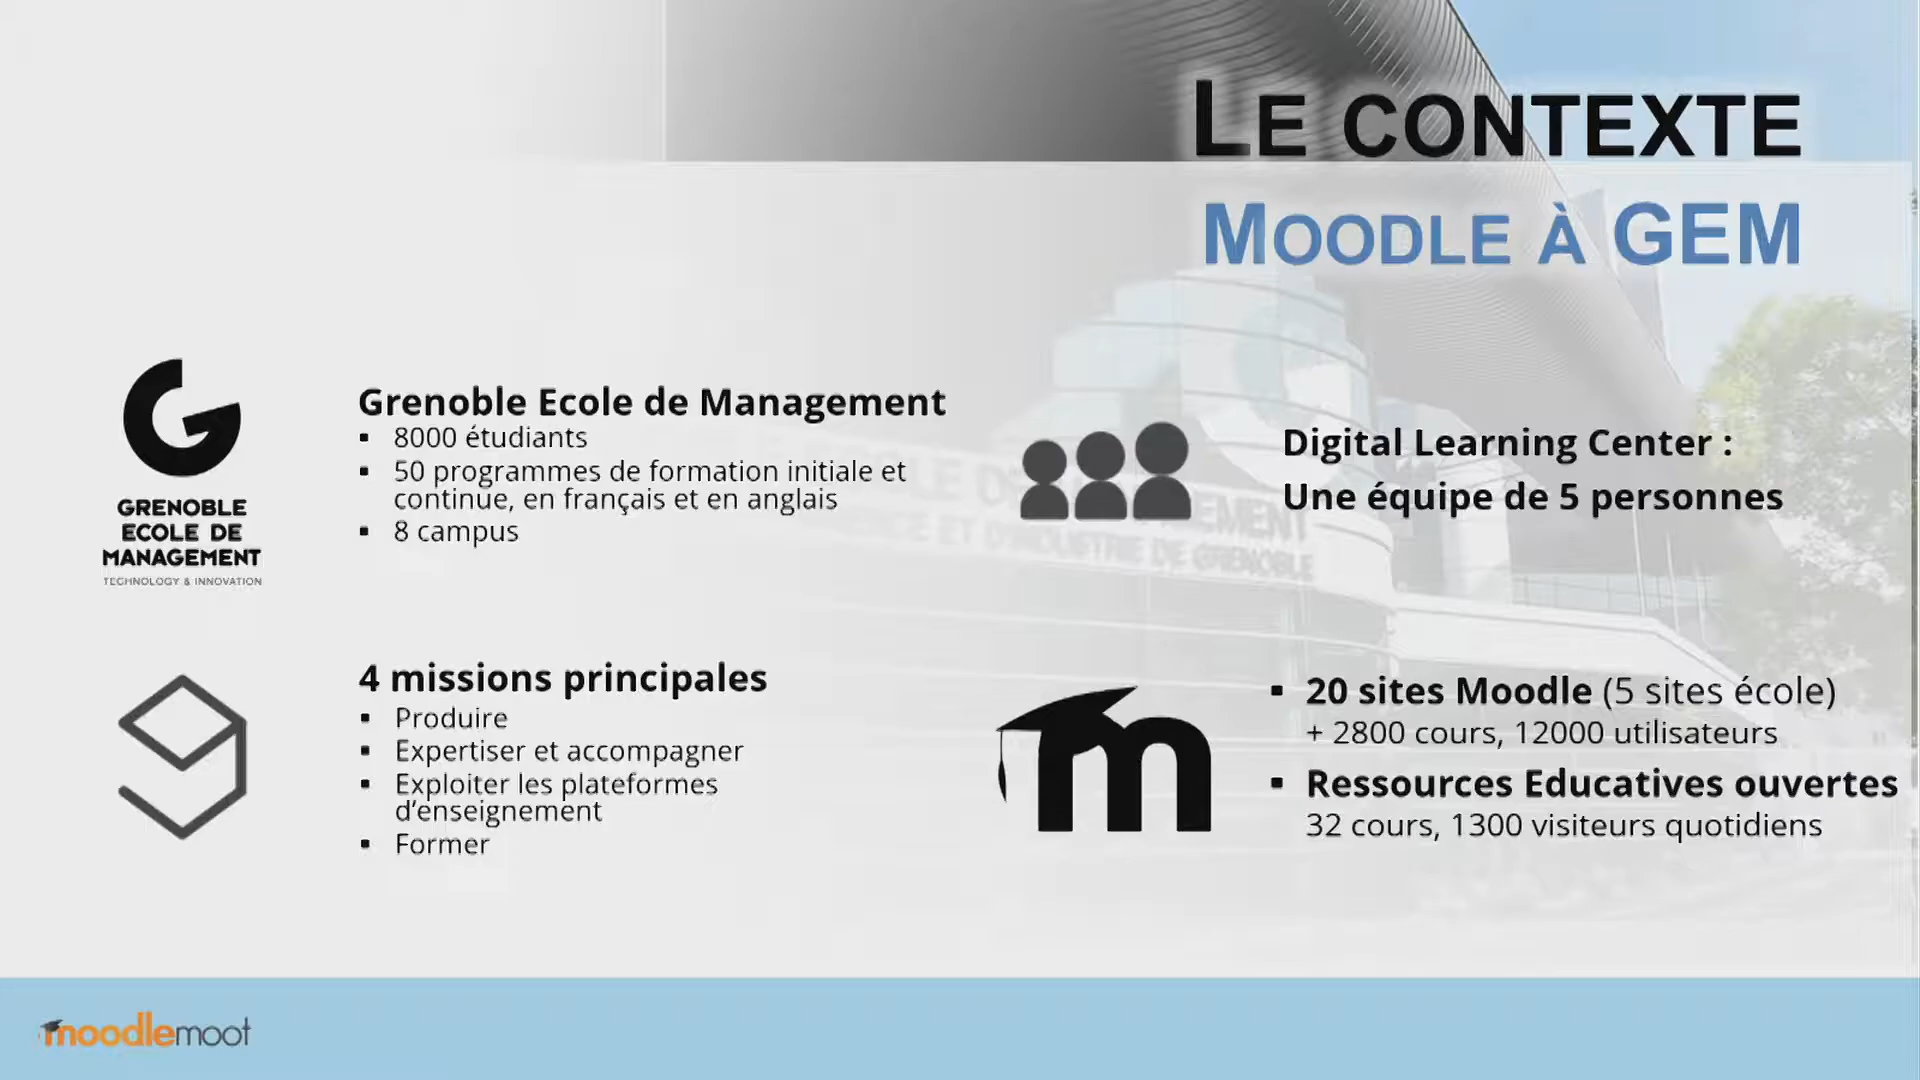 LE CONTEXTE
MOODLE À GEM
GRENOBLE
ECOLE DE
MANAGEMENT
TECHNOLOGY & INNOVATION
Grenoble Ecole de Management
▪ 8000 étudiants
▪ 50 programmes de formation initiale et
continue, en français et en anglais
▪ 8 campus
Digital Learning Center :
Une équipe de 5 personnes
4 missions principales
▪ Produire
▪ Expertiser et accompagner
▪ Exploiter les plateformes
d'enseignement
▪ Former
m
▪ 20 sites Moodle (5 sites école)
+ 2800 cours, 12000 utilisateurs
▪ Ressources Educatives ouvertes
32 cours, 1300 visiteurs quotidiens
moodlemoot